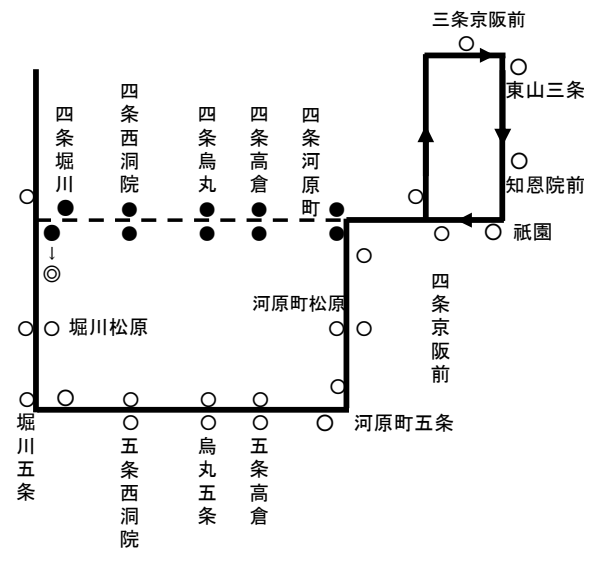 三条京阪前
東山三条
知恩院前
祇園
四条京阪前
四条堀川
四条西洞院
四条烏丸
四条高倉
四条河原町
↓
河原町松原
堀川松原
河原町五条
堀川五条
五条西洞院
烏丸五条
五条高倉